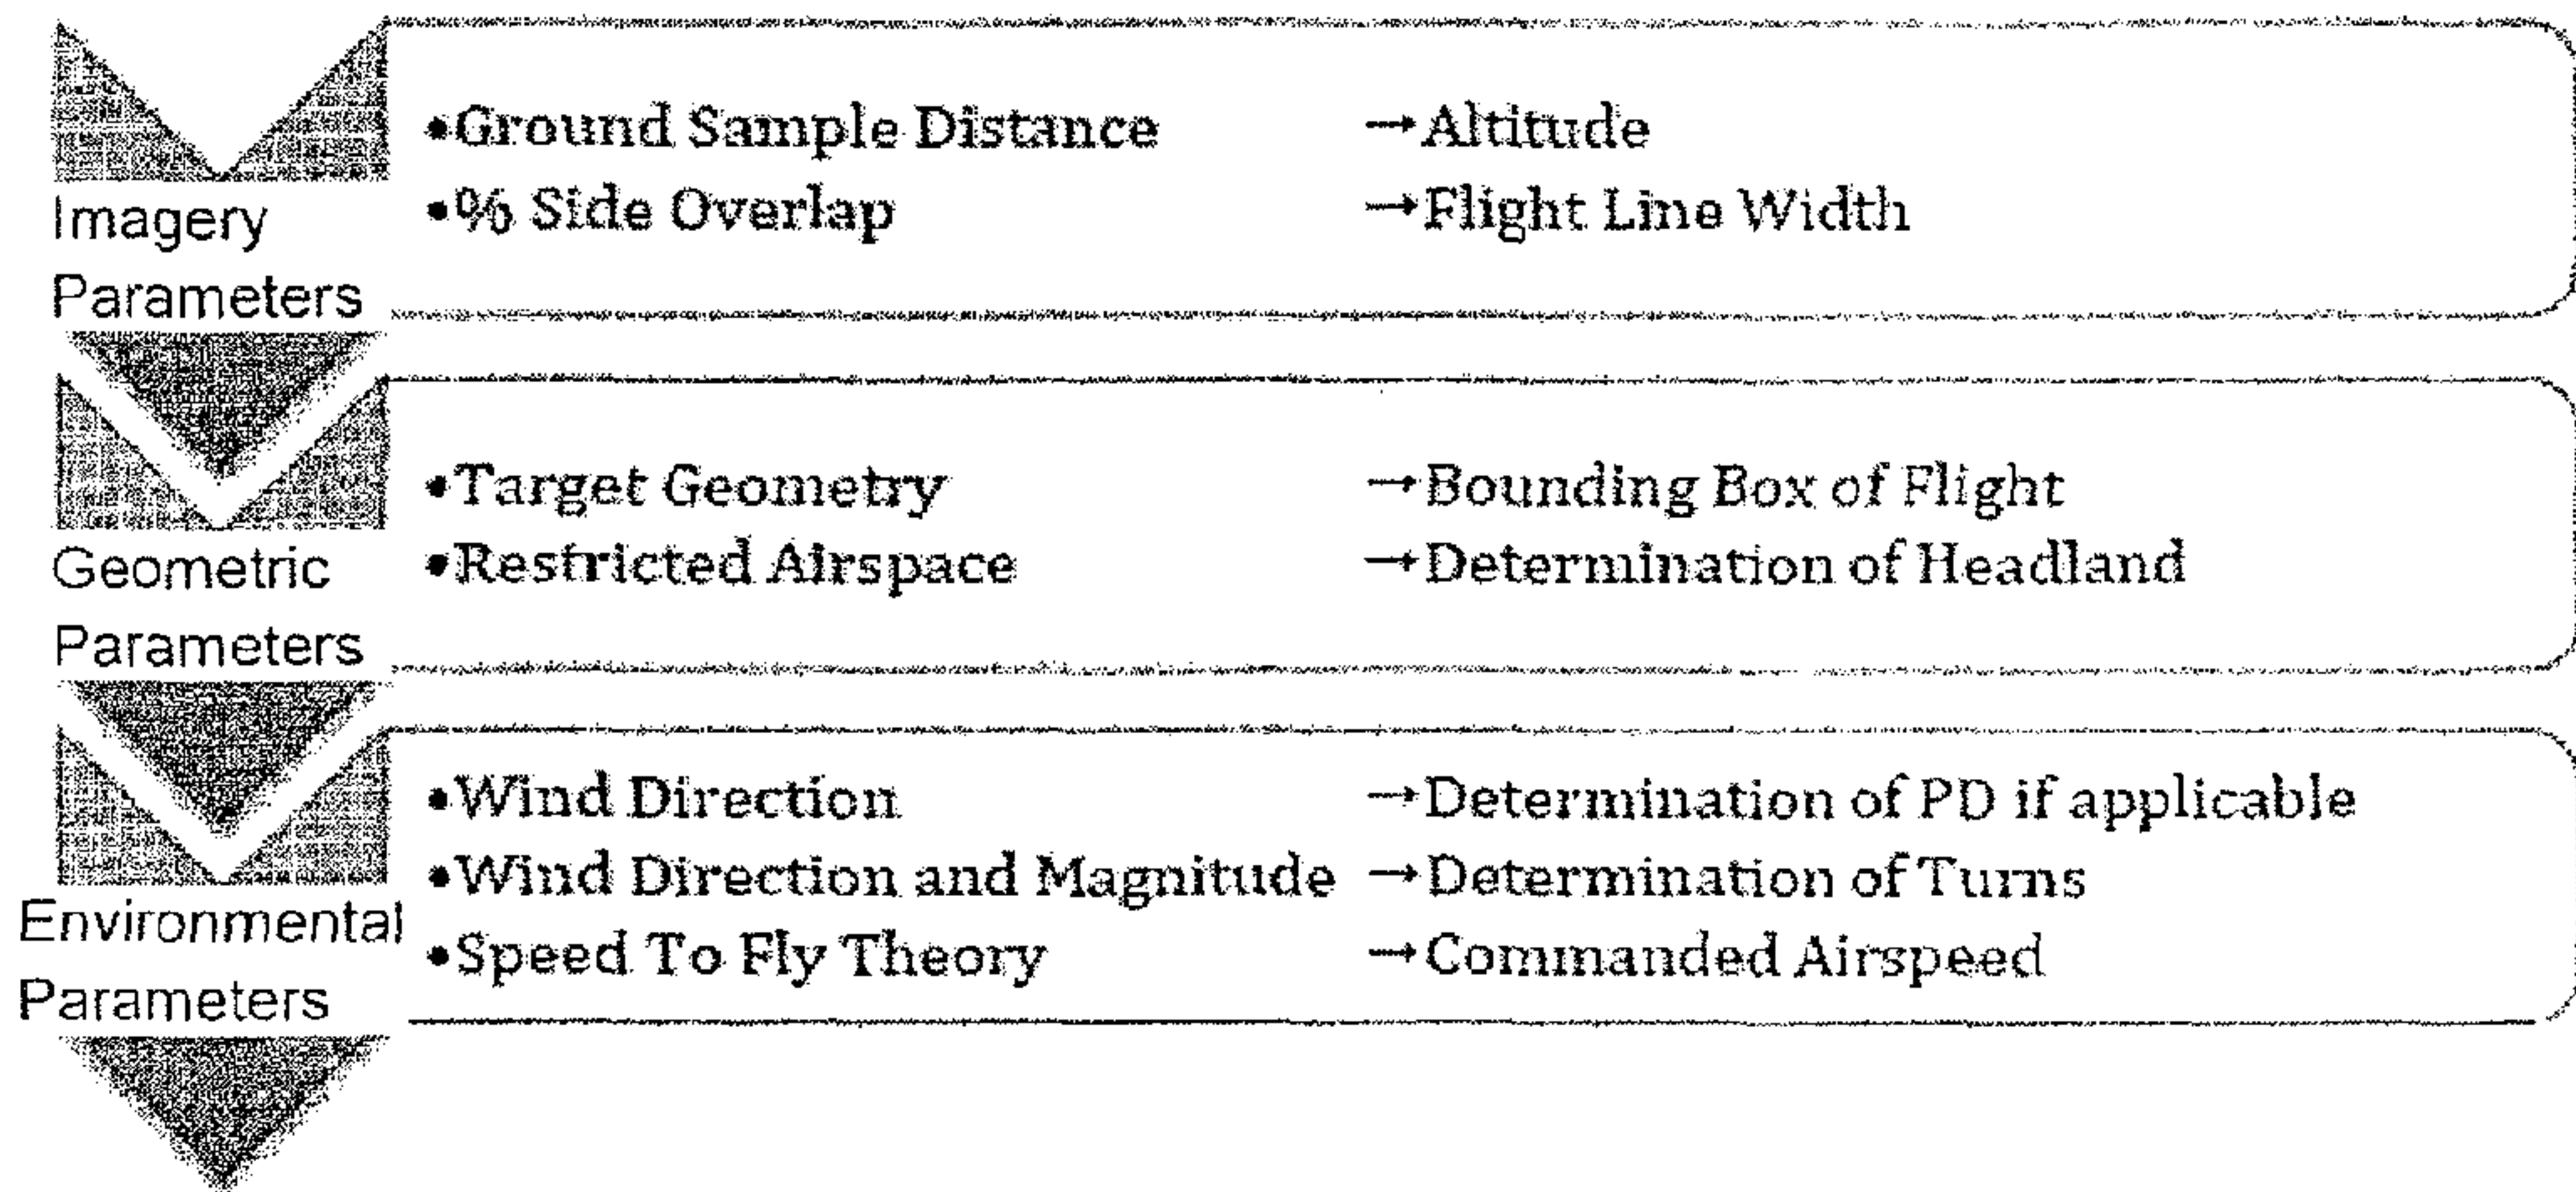 Imagery
Parameters
•Ground Sample Distance →Altitude
•% Side Overlap →Flight Line Width
Geometric
Parameters
•Target Geometry →Bounding Box of Flight
•Restricted Airspace →Determination of Headland
Environmental
Parameters
•Wind Direction →Determination of PD if applicable
•Wind Direction and Magnitude →Determination of Turns
•Speed To Fly Theory →Commanded Airspeed